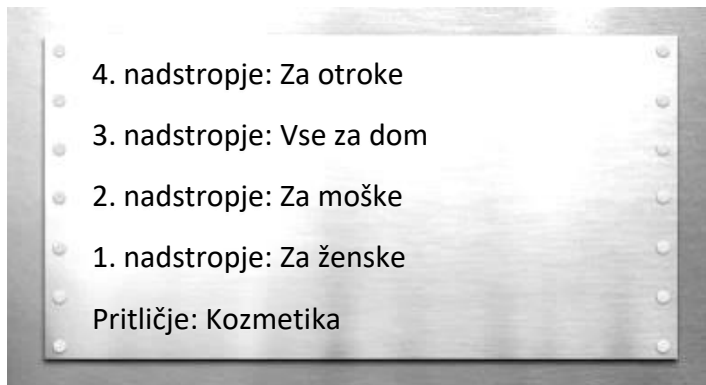 4. nadstropje: Za otroke
3. nadstropje: Vse za dom
2. nadstropje: Za moške
1. nadstropje: Za ženske
Pritličje: Kozmetika